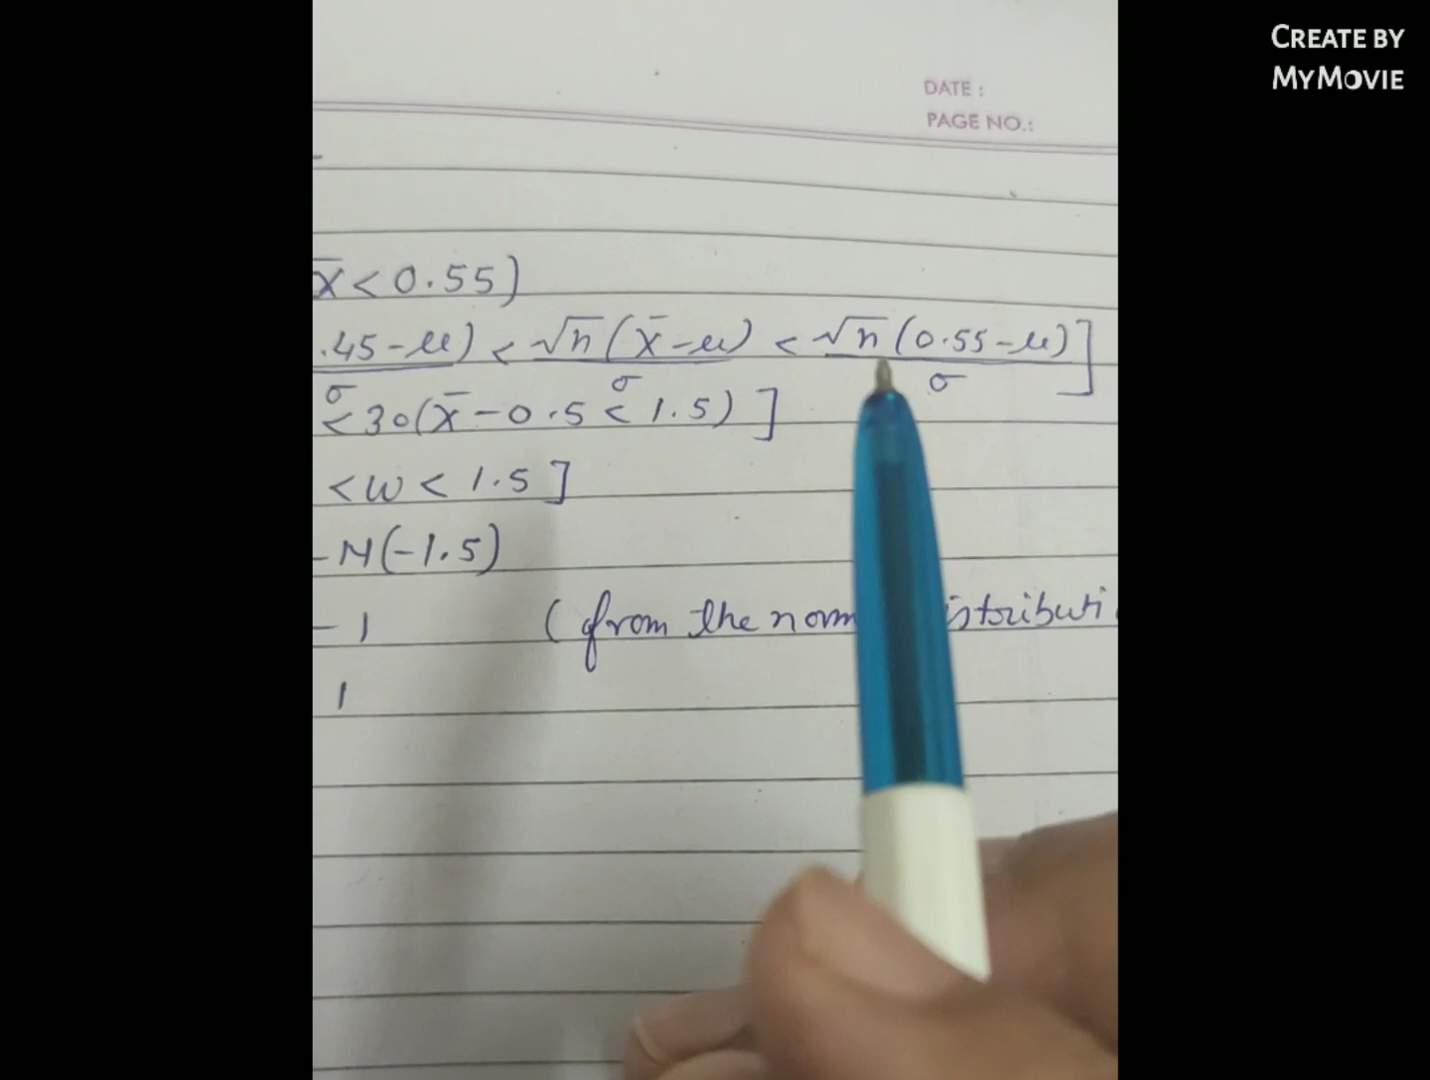 CREATE BY
MYMOVIE
DATE :
PAGE NO.:
x̅ < 0.55)
.45 - μ) < √n (x̅ - μ) < √n (0.55 - μ)]
σ σ σ
< 30(x̅ - 0.5 < 1.5) ]
< W < 1.5 ]
- N(-1.5)
- 1 (from the norm istributi
1